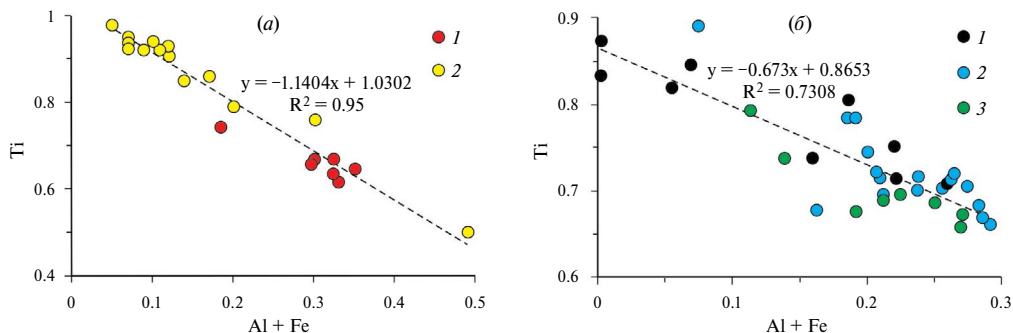 (а)
1
2
y = −1.1404x + 1.0302
R² = 0.95
Ti
1
0.8
0.6
0.4
0
0.1
0.2
0.3
0.4
0.5
Al + Fe
(б)
1
2
3
y = −0.673x + 0.8653
R² = 0.7308
Ti
0.9
0.8
0.7
0.6
0
0.1
0.2
0.3
Al + Fe